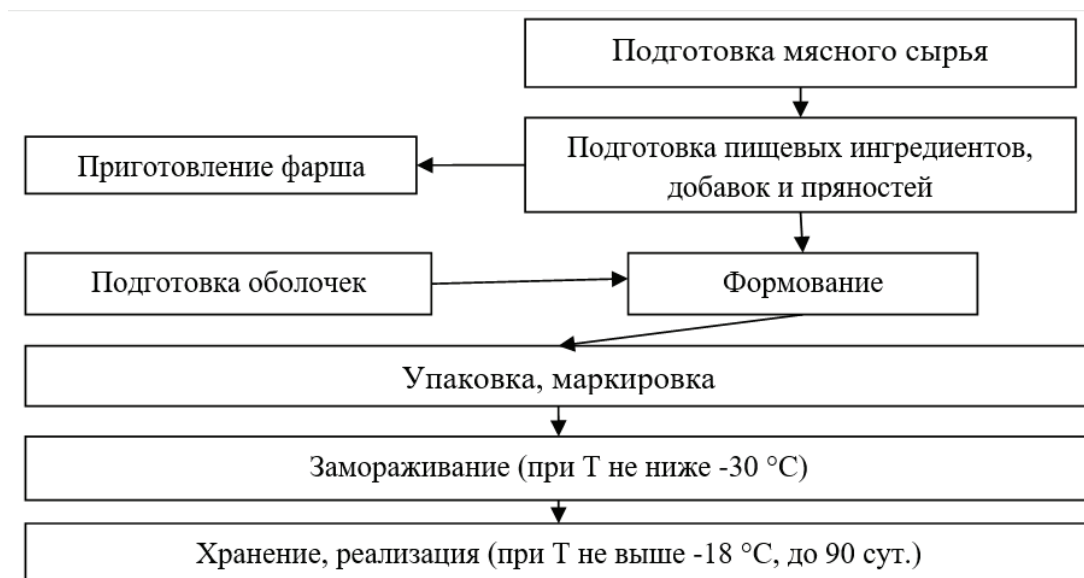 Подготовка мясного сырья
Приготовление фарша
Подготовка пищевых ингредиентов,
добавок и пряностей
Подготовка оболочек
Формование
Упаковка, маркировка
Замораживание (при Т не ниже -30 °С)
Хранение, реализация (при Т не выше -18 °С, до 90 сут.)